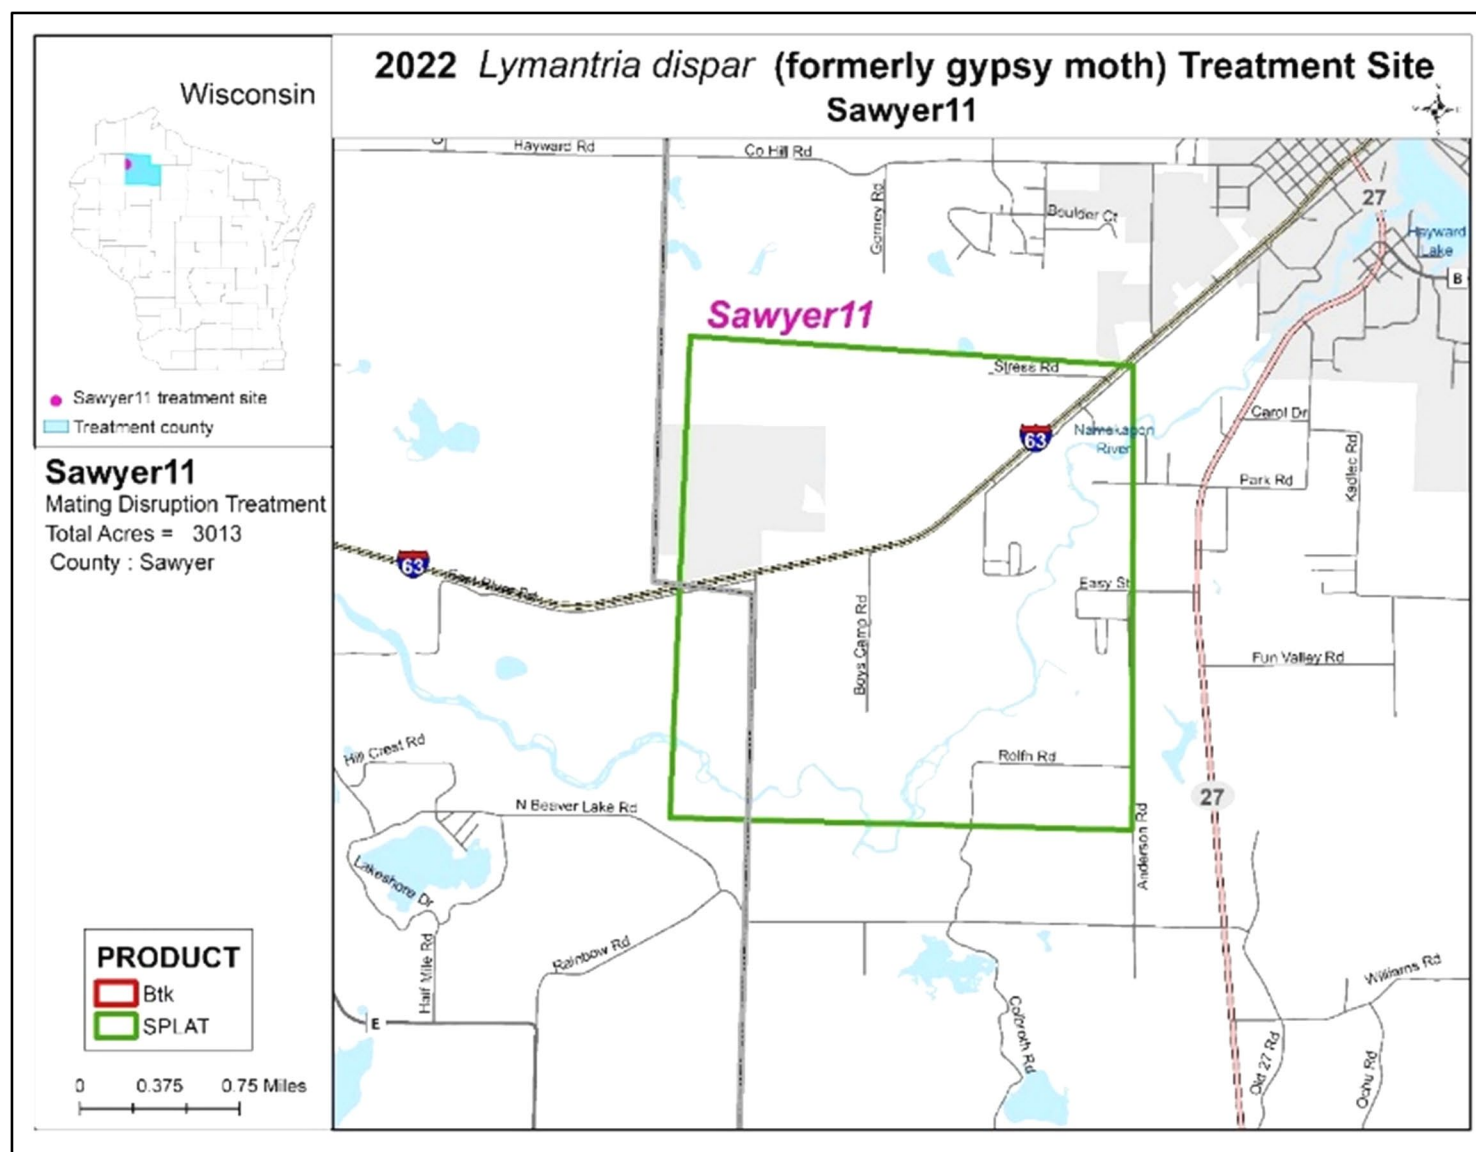 2022 Lymantria dispar (formerly gypsy moth) Treatment Site
Sawyer11
Wisconsin
Sawyer11 treatment site
Treatment county
Sawyer11
Mating Disruption Treatment
Total Acres = 3013
County : Sawyer
PRODUCT
Btk
SPLAT
0 0.375 0.75 Miles
Hayward Rd
Co Hill Rd
Gorney Rd
Boulder Ct
27
Hayward
Lake
B
Sawyer11
Stress Rd
63
Namekagon
River
Carol Dr
Park Rd
Kadlec Rd
63
Easy St
Boys Camp Rd
Fun Valley Rd
Hill Crest Rd
Rolfh Rd
N Beaver Lake Rd
27
Anderson Rd
Lakeshore Dr
Half Mile Rd
Rainbow Rd
Williams Rd
E
Colbroth Rd
Old 27 Rd